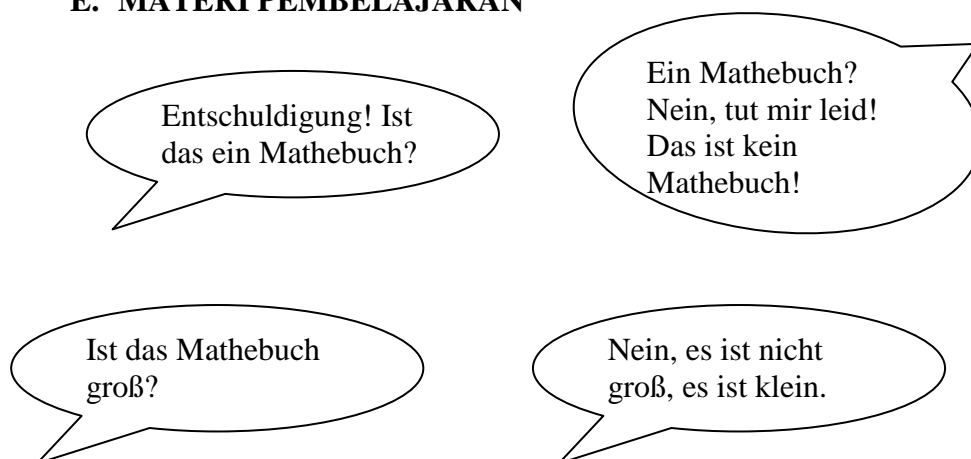 E. MATERI PEMBELAJARAN
Entschuldigung! Ist
das ein Mathebuch?
Ein Mathebuch?
Nein, tut mir leid!
Das ist kein
Mathebuch!
Ist das Mathebuch
groß?
Nein, es ist nicht
groß, es ist klein.